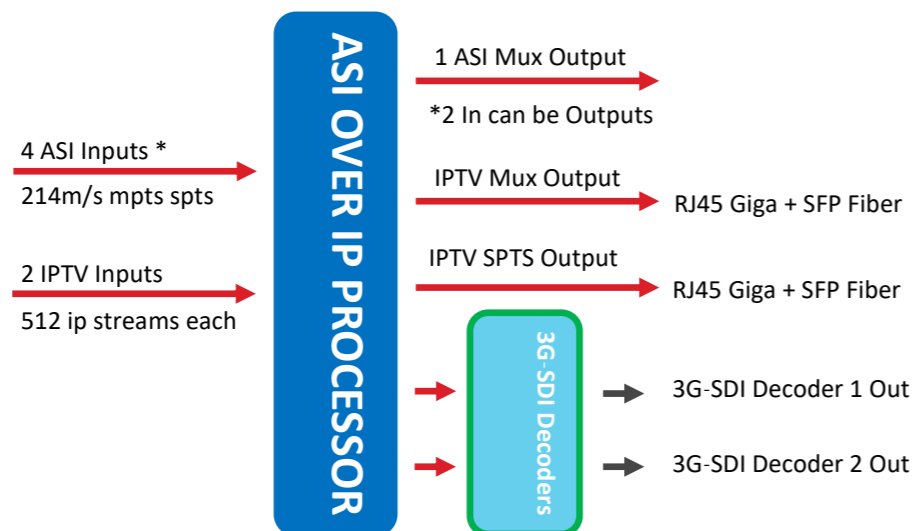 4 ASI Inputs *
214m/s mpts spts
2 IPTV Inputs
512 ip streams each
ASI OVER IP PROCESSOR
1 ASI Mux Output
*2 In can be Outputs
IPTV Mux Output
RJ45 Giga + SFP Fiber
IPTV SPTS Output
RJ45 Giga + SFP Fiber
3G-SDI Decoders
3G-SDI Decoder 1 Out
3G-SDI Decoder 2 Out